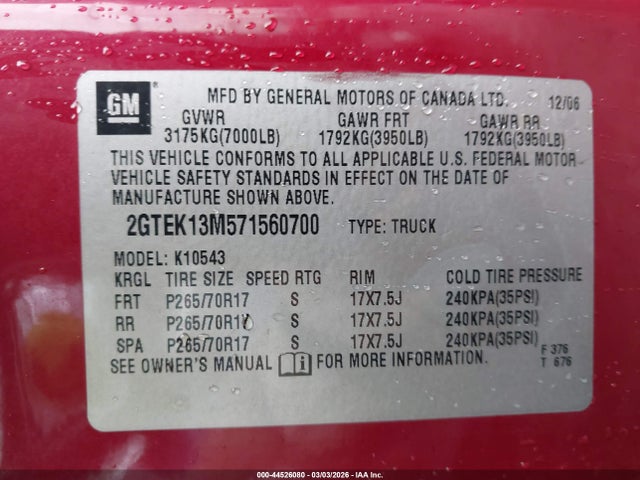 GM
MFD BY GENERAL MOTORS OF CANADA LTD. 12/06
GVWR GAWR FRT GAWR RR
3175KG(7000LB) 1792KG(3950LB) 1792KG(3950LB)
THIS VEHICLE CONFORMS TO ALL APPLICABLE U.S. FEDERAL MOTOR
VEHICLE SAFETY STANDARDS IN EFFECT ON THE DATE OF
MANUFACTURE SHOWN ABOVE.
2GTEK13M571560700 TYPE: TRUCK
MODEL: K10543
KRGL TIRE SIZE SPEED RTG RIM COLD TIRE PRESSURE
FRT P265/70R17 S 17X7.5J 240KPA(35PSI)
RR P265/70R17 S 17X7.5J 240KPA(35PSI)
SPA P265/70R17 S 17X7.5J 240KPA(35PSI)
SEE OWNER'S MANUAL i FOR MORE INFORMATION.
F 376
T 676
000-44526080 - 03/03/2026 - IAA Inc.